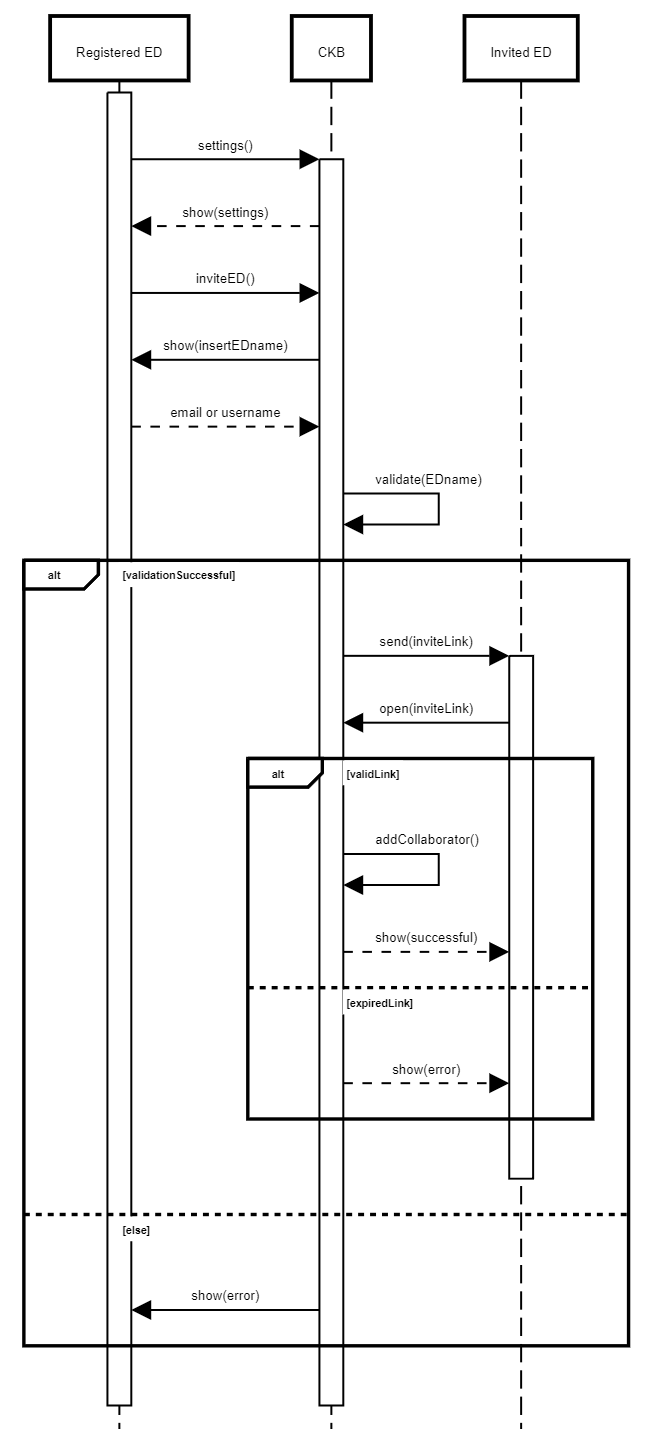 Registered ED
CKB
Invited ED
settings()
show(settings)
inviteED()
show(insertEDname)
email or username
validate(EDname)
alt
[validationSuccessful]
send(inviteLink)
open(inviteLink)
alt
[validLink]
addCollaborator()
show(successful)
[expiredLink]
show(error)
[else]
show(error)